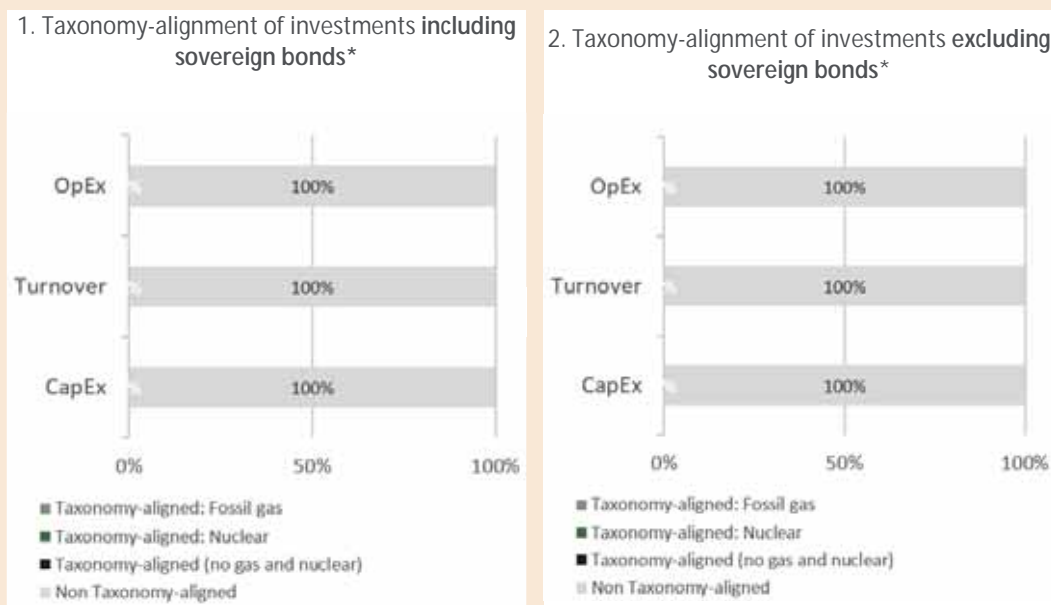 1. Taxonomy-alignment of investments including
sovereign bonds*
OpEx
100%
Turnover
100%
CapEx
100%
0%
50%
100%
Taxonomy-aligned: Fossil gas
Taxonomy-aligned: Nuclear
Taxonomy-aligned (no gas and nuclear)
Non Taxonomy-aligned
2. Taxonomy-alignment of investments excluding
sovereign bonds*
OpEx
100%
Turnover
100%
CapEx
100%
0%
50%
100%
Taxonomy-aligned: Fossil gas
Taxonomy-aligned: Nuclear
Taxonomy-aligned (no gas and nuclear)
Non Taxonomy-aligned